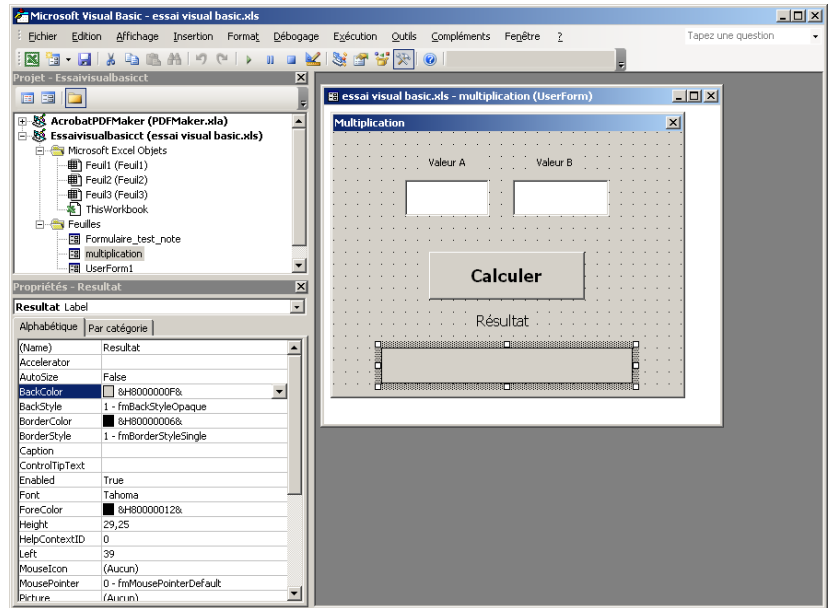 Microsoft Visual Basic - essai visual basic.xls
Fichier Edition Affichage Insertion Format Débogage Exécution Outils Compléments Fenêtre ? Tapez une question
Projet - Essaivisualbasicct
AcrobatPDFMaker (PDFMaker.xla)
Essaivisualbasicct (essai visual basic.xls)
Microsoft Excel Objets
Feuil1 (Feuil1)
Feuil2 (Feuil2)
Feuil3 (Feuil3)
ThisWorkbook
Feuilles
Formulaire_test_note
multiplication
UserForm1
Propriétés - Resultat
Resultat Label
Alphabétique Par catégorie
(Name) Resultat
Accelerator
AutoSize False
BackColor &H8000000F&
BackStyle 1 - fmBackStyleOpaque
BorderColor &H80000006&
BorderStyle 1 - fmBorderStyleSingle
Caption
ControlTipText
Enabled True
Font Tahoma
ForeColor &H80000012&
Height 29,25
HelpContextID 0
Left 39
MouseIcon (Aucun)
MousePointer 0 - fmMousePointerDefault
Picture (Aucun)
essai visual basic.xls - multiplication (UserForm)
Multiplication
Valeur A Valeur B
Calculer
Résultat